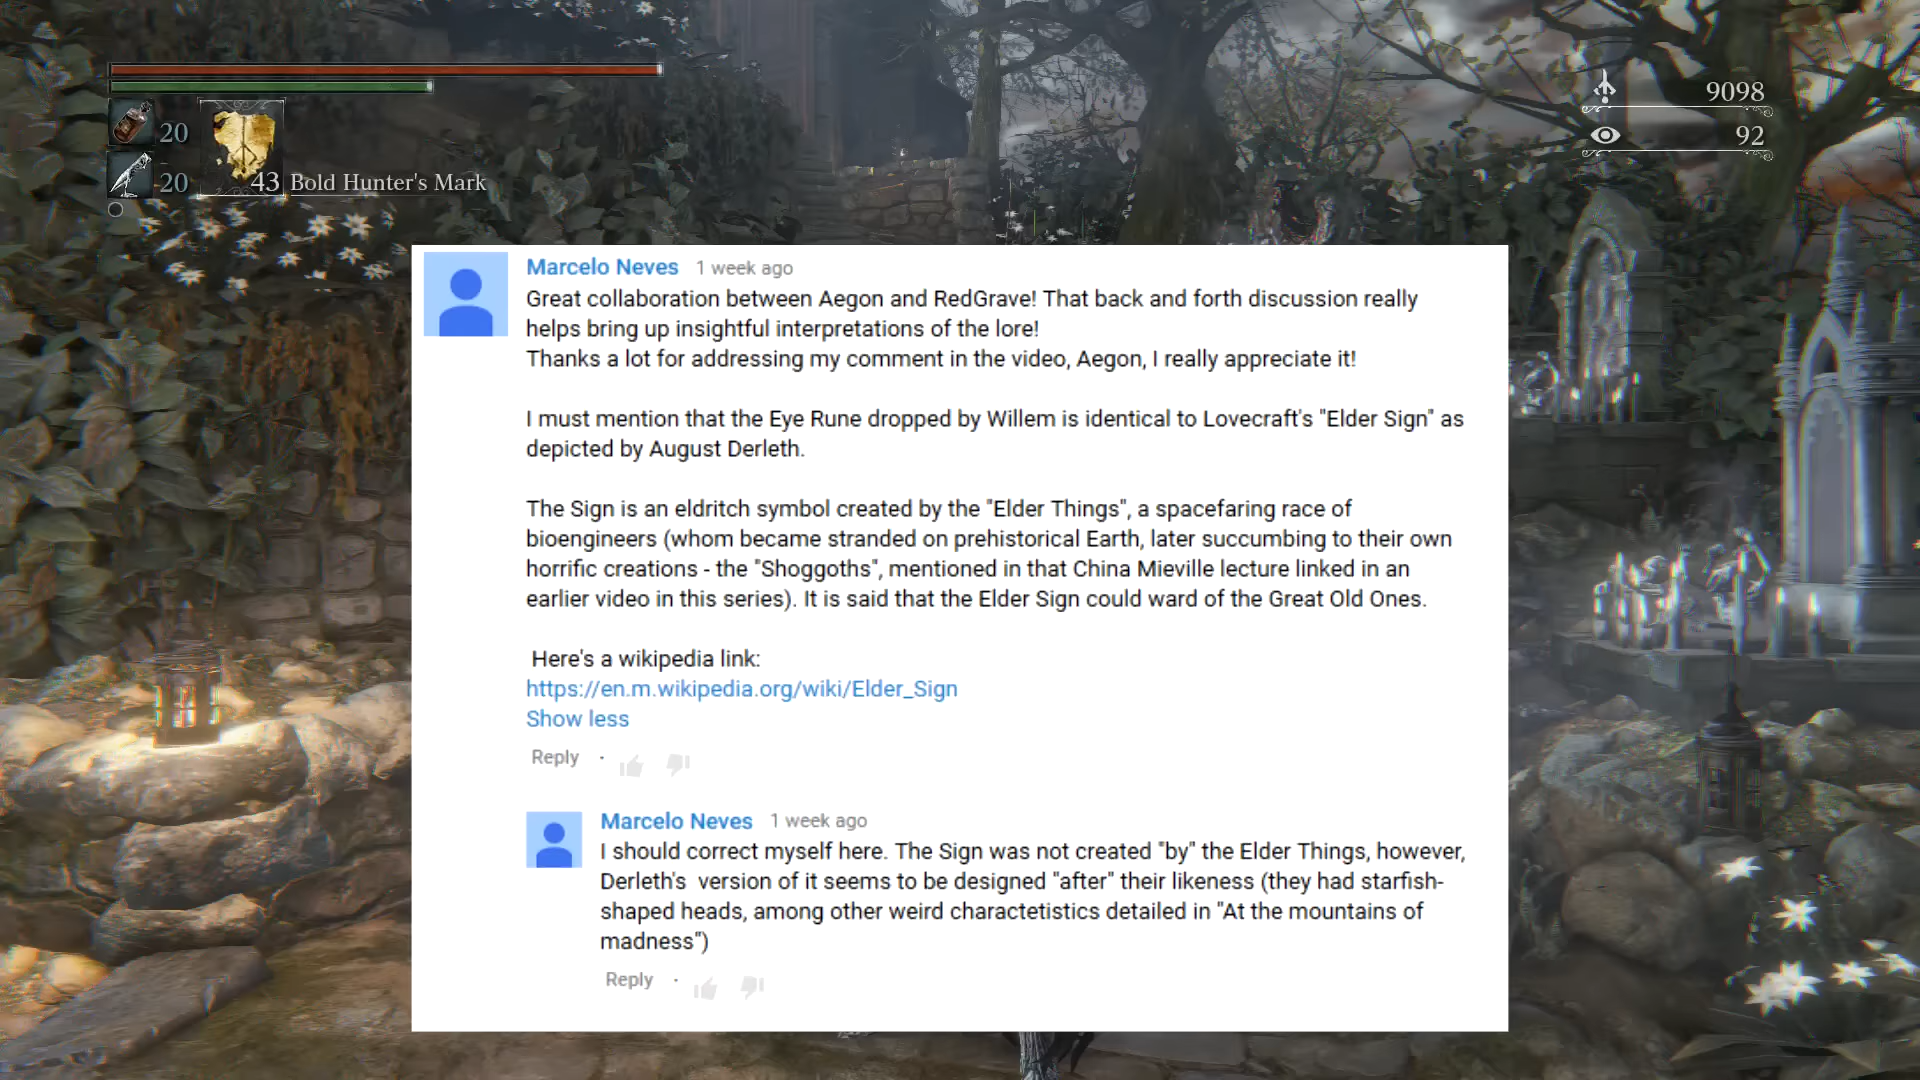 9098
20
92
20
43 Bold Hunter's Mark
Marcelo Neves 1 week ago
Great collaboration between Aegon and RedGrave! That back and forth discussion really
helps bring up insightful interpretations of the lore!
Thanks a lot for addressing my comment in the video, Aegon, I really appreciate it!
I must mention that the Eye Rune dropped by Willem is identical to Lovecraft's "Elder Sign" as
depicted by August Derleth.
The Sign is an eldritch symbol created by the "Elder Things", a spacefaring race of
bioengineers (whom became stranded on prehistorical Earth, later succumbing to their own
horrific creations - the "Shoggoths", mentioned in that China Mieville lecture linked in an
earlier video in this series). It is said that the Elder Sign could ward of the Great Old Ones.
Here's a wikipedia link:
https://en.m.wikipedia.org/wiki/Elder_Sign
Show less
Reply ·
Marcelo Neves 1 week ago
I should correct myself here. The Sign was not created "by" the Elder Things, however,
Derleth's version of it seems to be designed "after" their likeness (they had starfish-
shaped heads, among other weird charactetistics detailed in "At the mountains of
madness")
Reply ·